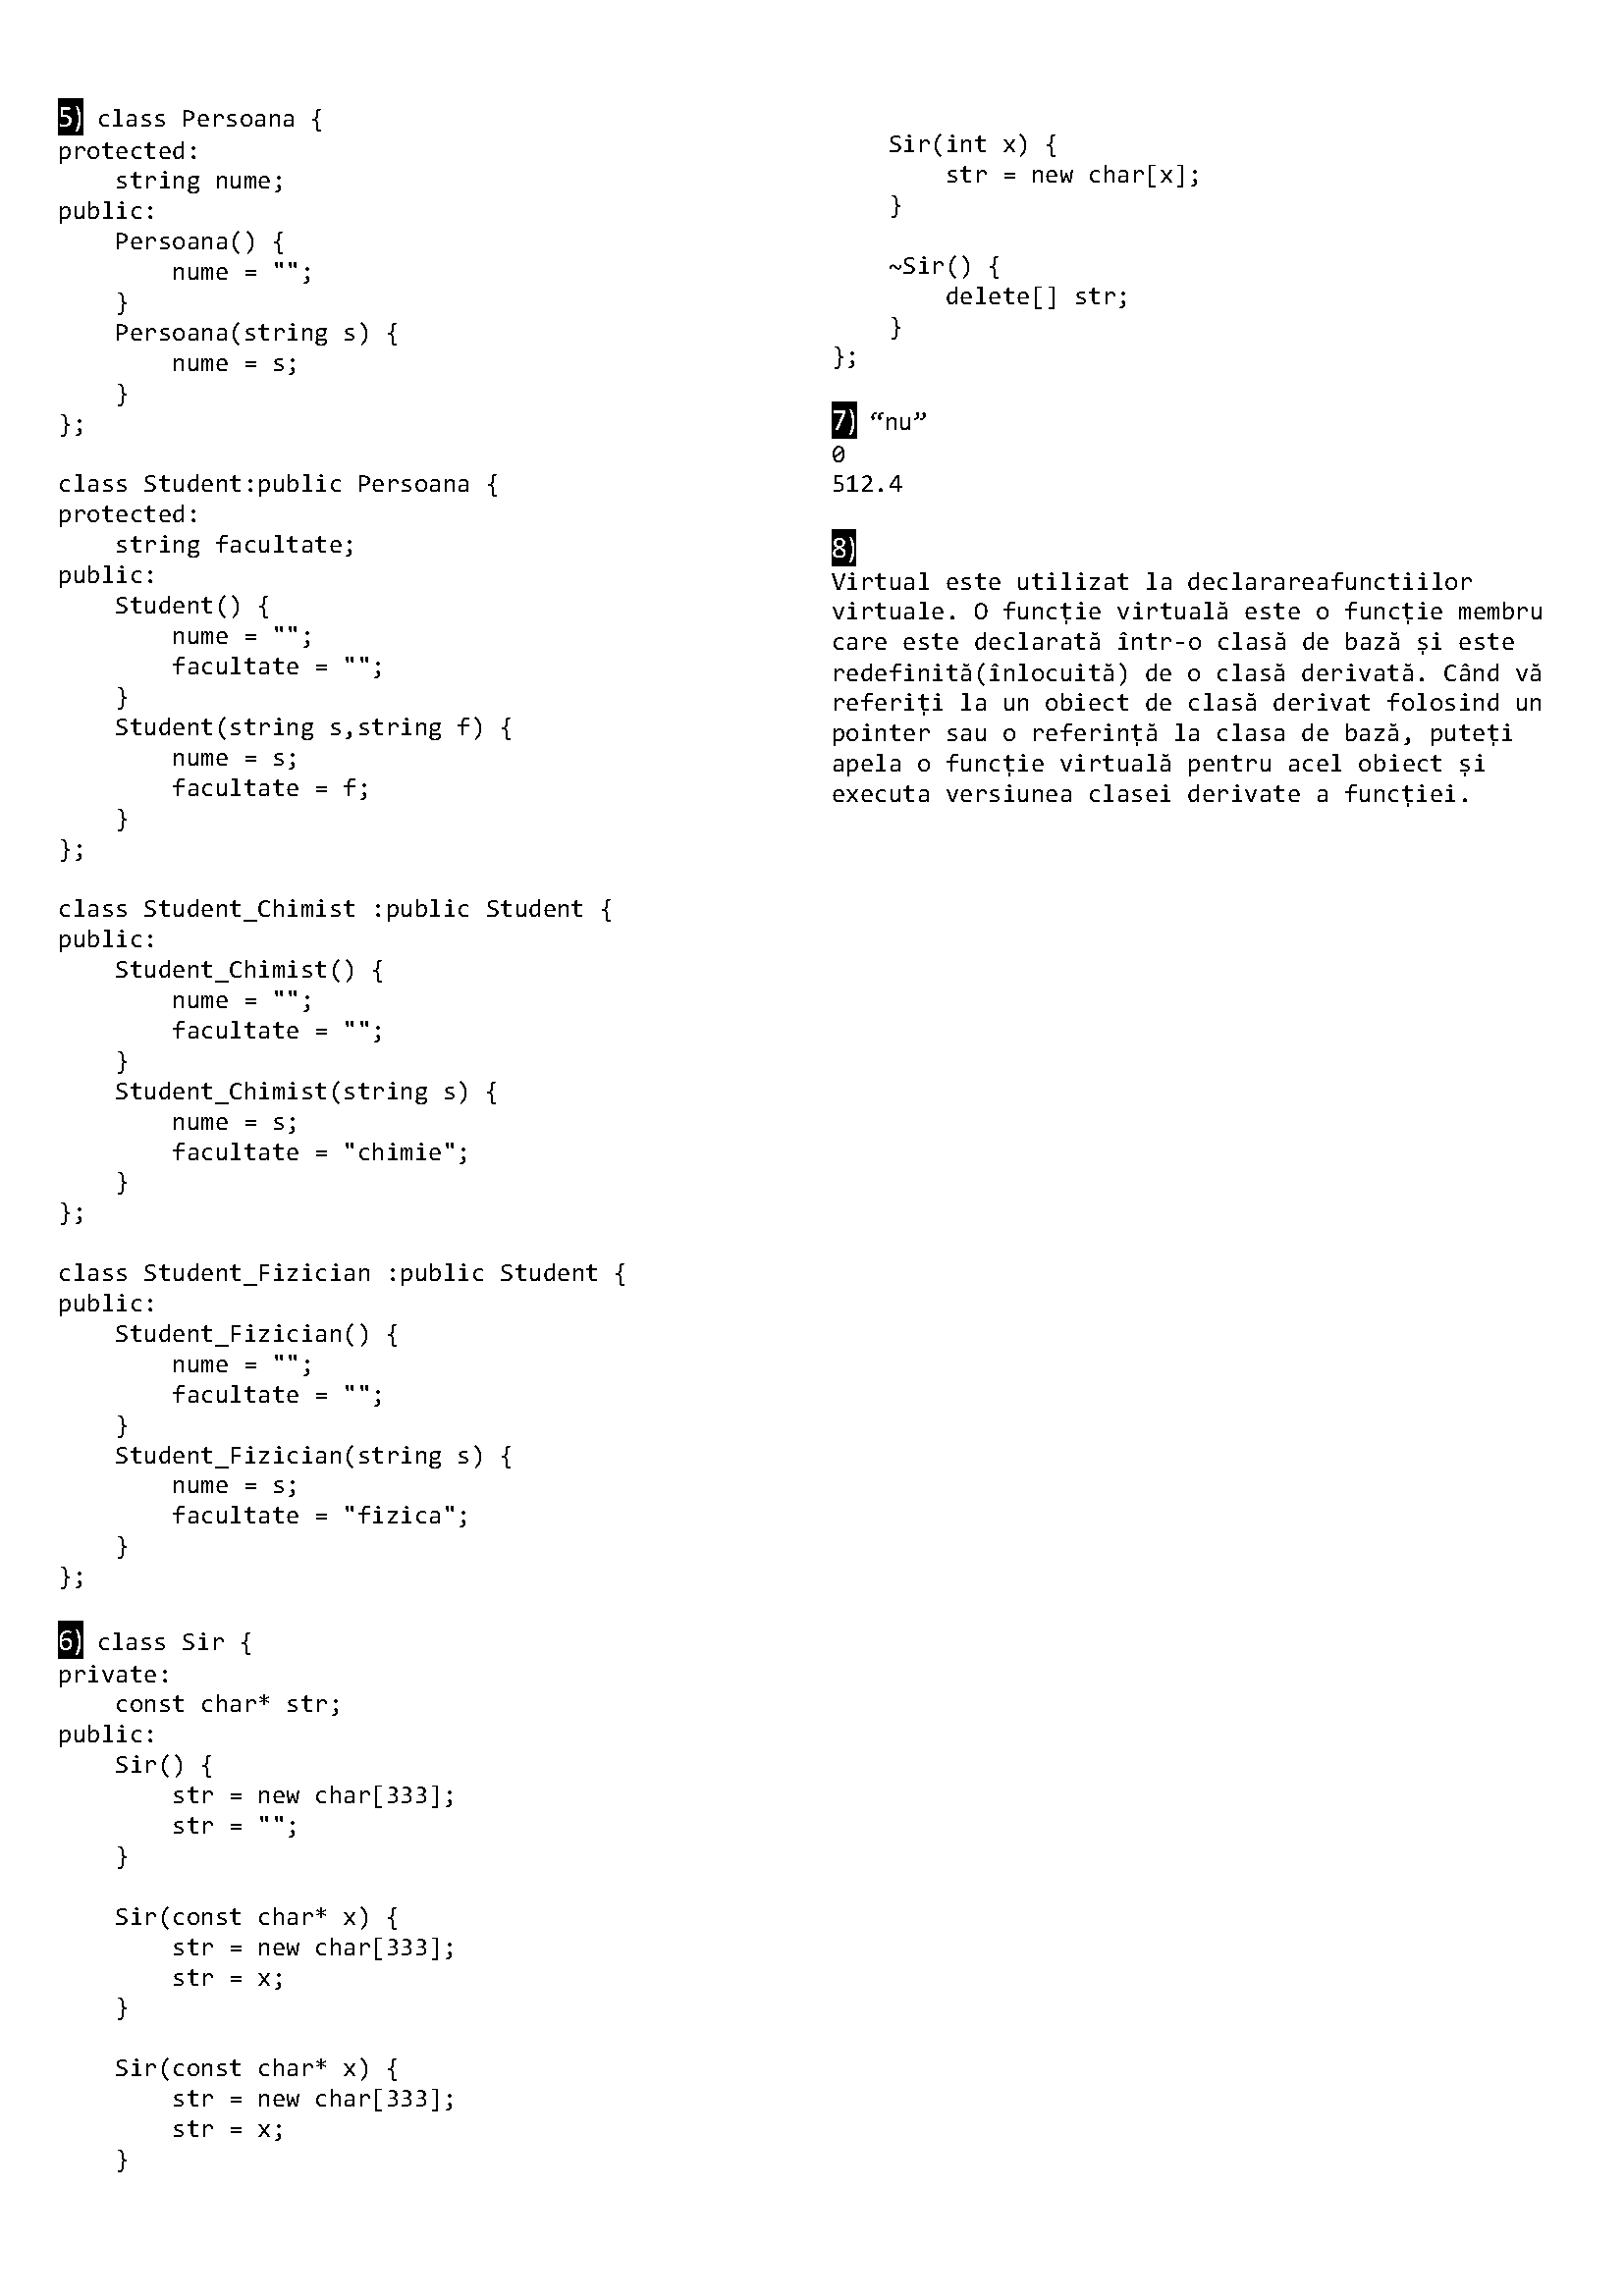 5) class Persoana {
protected:
    string nume;
public:
    Persoana() {
        nume = "";
    }
    Persoana(string s) {
        nume = s;
    }
};

class Student:public Persoana {
protected:
    string facultate;
public:
    Student() {
        nume = "";
        facultate = "";
    }
    Student(string s,string f) {
        nume = s;
        facultate = f;
    }
};

class Student_Chimist :public Student {
public:
    Student_Chimist() {
        nume = "";
        facultate = "";
    }
    Student_Chimist(string s) {
        nume = s;
        facultate = "chimie";
    }
};

class Student_Fizician :public Student {
public:
    Student_Fizician() {
        nume = "";
        facultate = "";
    }
    Student_Fizician(string s) {
        nume = s;
        facultate = "fizica";
    }
};

6) class Sir {
private:
    const char* str;
public:
    Sir() {
        str = new char[333];
        str = "";
    }

    Sir(const char* x) {
        str = new char[333];
        str = x;
    }

    Sir(const char* x) {
        str = new char[333];
        str = x;
    }

    Sir(int x) {
        str = new char[x];
    }

    ~Sir() {
        delete[] str;
    }
};

7) “nu”
0
512.4

8)
Virtual este utilizat la declarareafunctiilor
virtuale. O funcție virtuală este o funcție membru
care este declarată într-o clasă de bază și este
redefinită(înlocuită) de o clasă derivată. Când vă
referiți la un obiect de clasă derivat folosind un
pointer sau o referință la clasa de bază, puteți
apela o funcție virtuală pentru acel obiect și
executa versiunea clasei derivate a funcției.